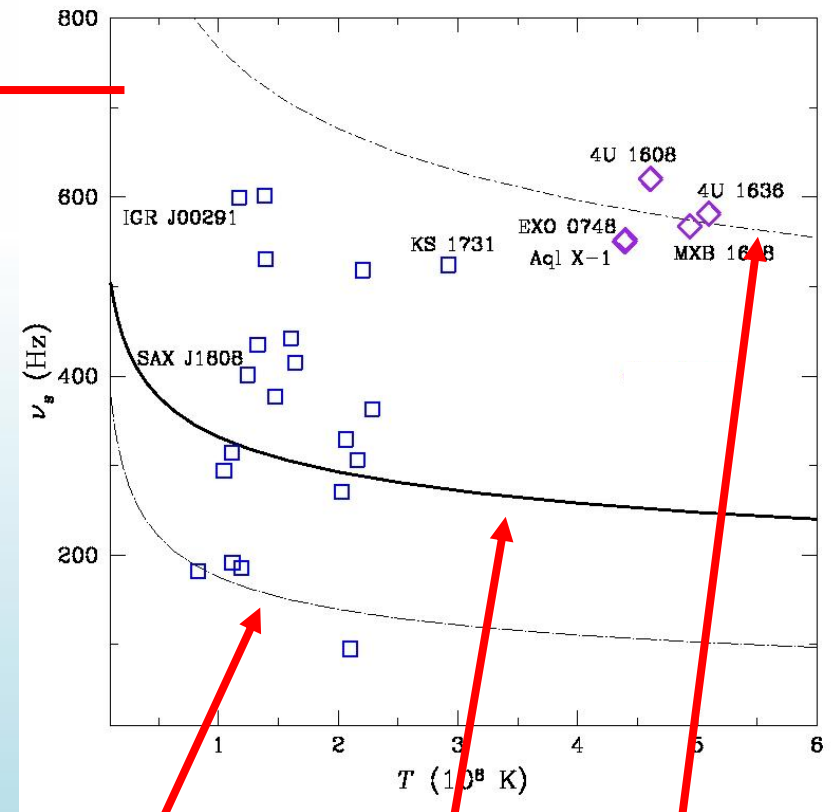 800
600
400
200
ν_s (Hz)
4U 1608
4U 1636
IGR J00291
EXO 0748
KS 1731
MXB
Aql X-1
SAX J1808
1
2
3
4
5
6
T (10⁸ K)